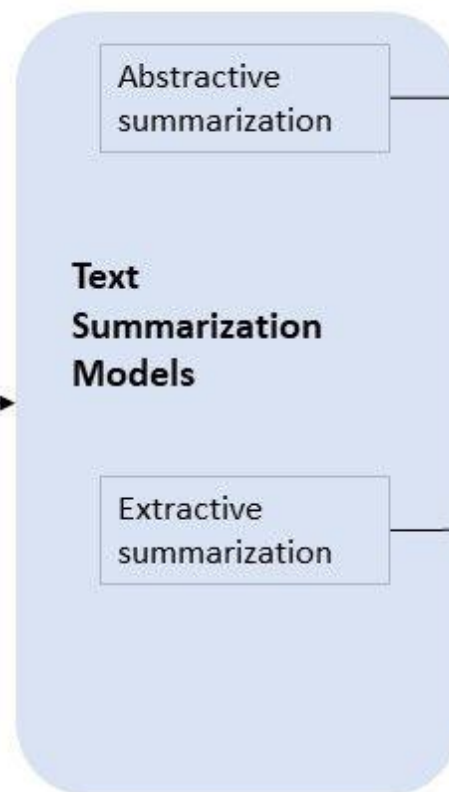 Abstractive
summarization
Text
Summarization
Models
Extractive
summarization